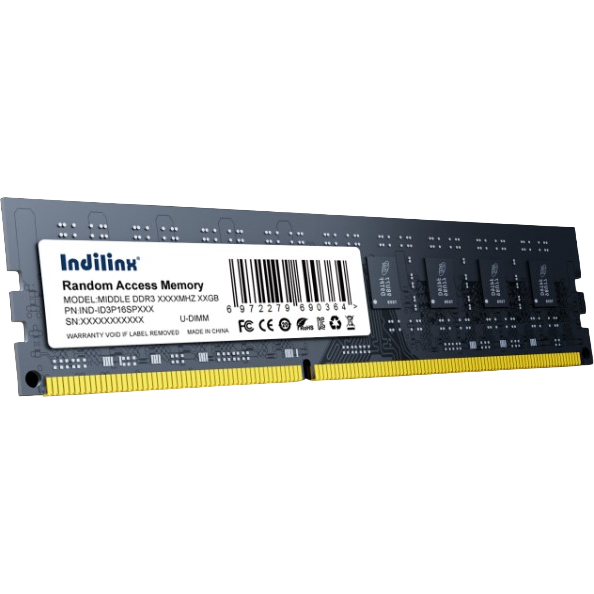 Indilinx
Random Access Memory
MODEL:MIDDLE DDR3 XXXXMHZ XXGB
PN:IND-ID3P16SPXXX
SN:XXXXXXXXXXX
U-DIMM
WARRANTY VOID IF LABEL REMOVED
MADE IN CHINA
6 972279 690364 >